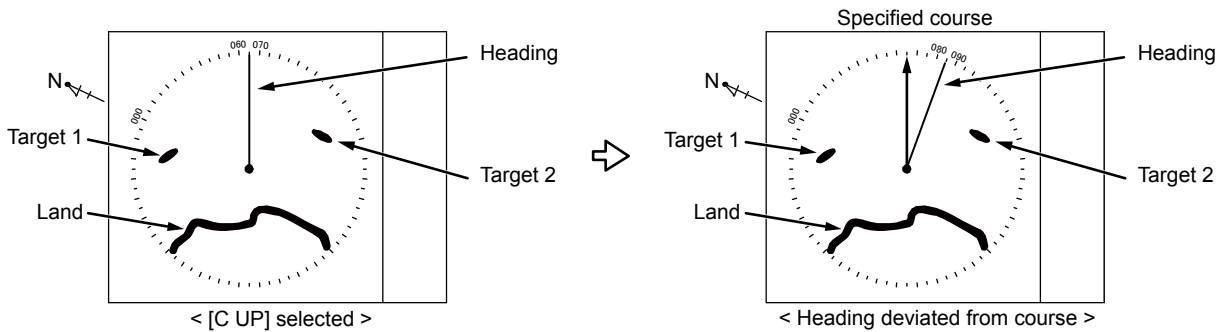 060 070
Heading
N
000
Target 1
Target 2
Land
< [C UP] selected >
Specified course
080 090
Heading
N
000
Target 1
Target 2
Land
< Heading deviated from course >